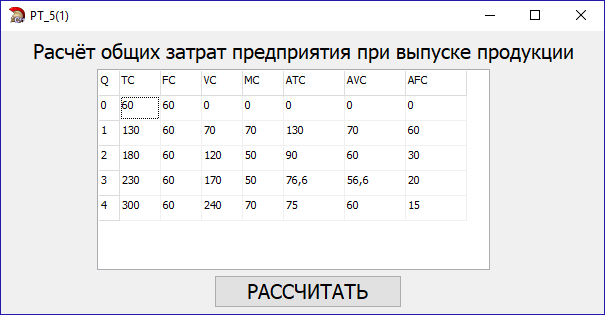 PT_5(1)
Расчёт общих затрат предприятия при выпуске продукции
Q TC FC VC MC ATC AVC AFC
0 60 60 0 0 0 0 0
1 130 60 70 70 130 70 60
2 180 60 120 50 90 60 30
3 230 60 170 50 76,6 56,6 20
4 300 60 240 70 75 60 15
РАССЧИТАТЬ